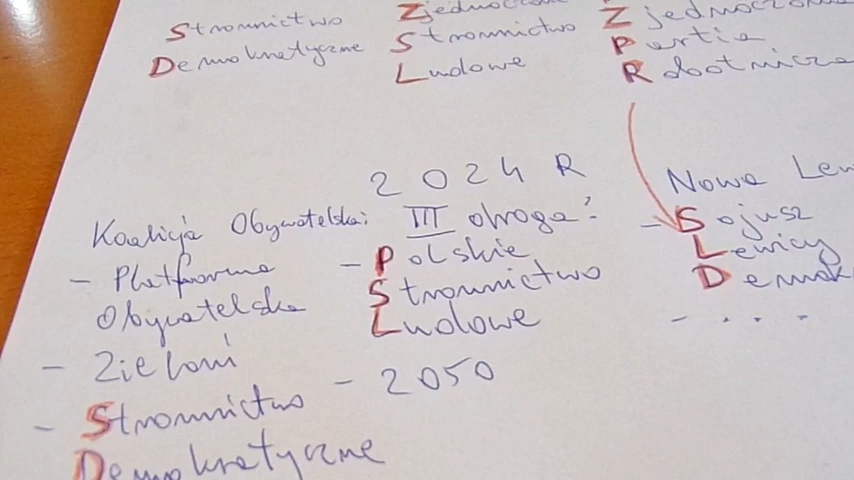 Stronnictwo
Demokratyczne
Zjednoczone
Stronnictwo
Ludowe
Zjednoczona
Partia
Robotnicza
2024 R
Koalicja Obywatelska:
- Platforma
Obywatelska
- Zieloni
- Stronnictwo
Demokratyczne
III droga:
- Polskie
Stronnictwo
Ludowe
- 2050
Nowa Lew
- Sojusz
Lewicy
Demok
- . . .